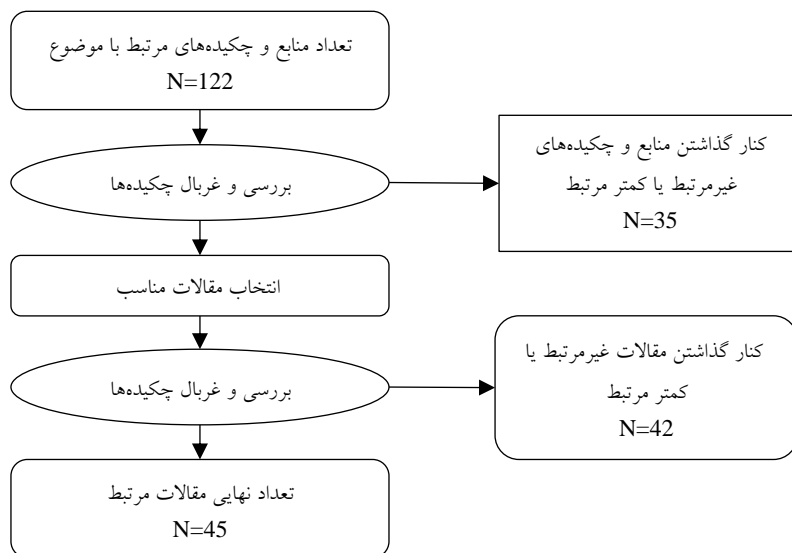 تعداد منابع و چکیده‌های مرتبط با موضوع
N=122
بررسی و غربال چکیده‌ها
کنار گذاشتن منابع و چکیده‌های
غیرمرتبط یا کمتر مرتبط
N=35
انتخاب مقالات مناسب
بررسی و غربال چکیده‌ها
کنار گذاشتن مقالات غیرمرتبط یا
کمتر مرتبط
N=42
تعداد نهایی مقالات مرتبط
N=45